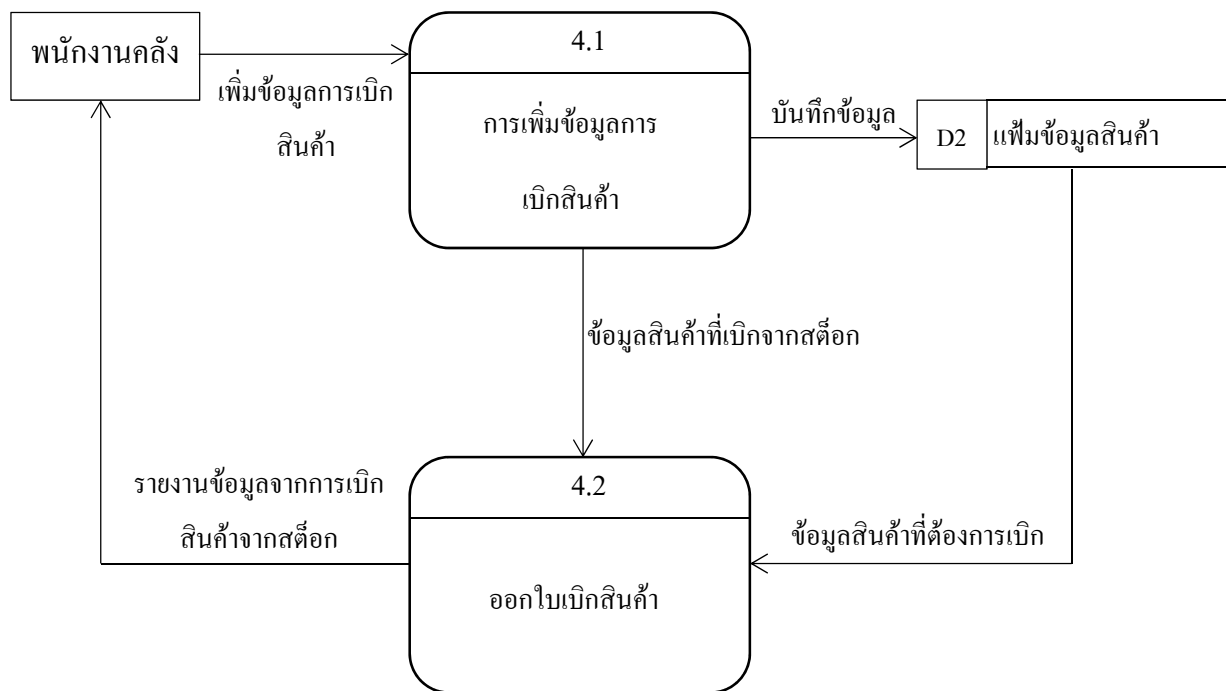 พนักงานคลัง
เพิ่มข้อมูลการเบิก
สินค้า
4.1
การเพิ่มข้อมูลการ
เบิกสินค้า
บันทึกข้อมูล
D2 แฟ้มข้อมูลสินค้า
ข้อมูลสินค้าที่เบิกจากสต็อก
รายงานข้อมูลจากการเบิก
สินค้าจากสต็อก
4.2
ออกใบเบิกสินค้า
ข้อมูลสินค้าที่ต้องการเบิก